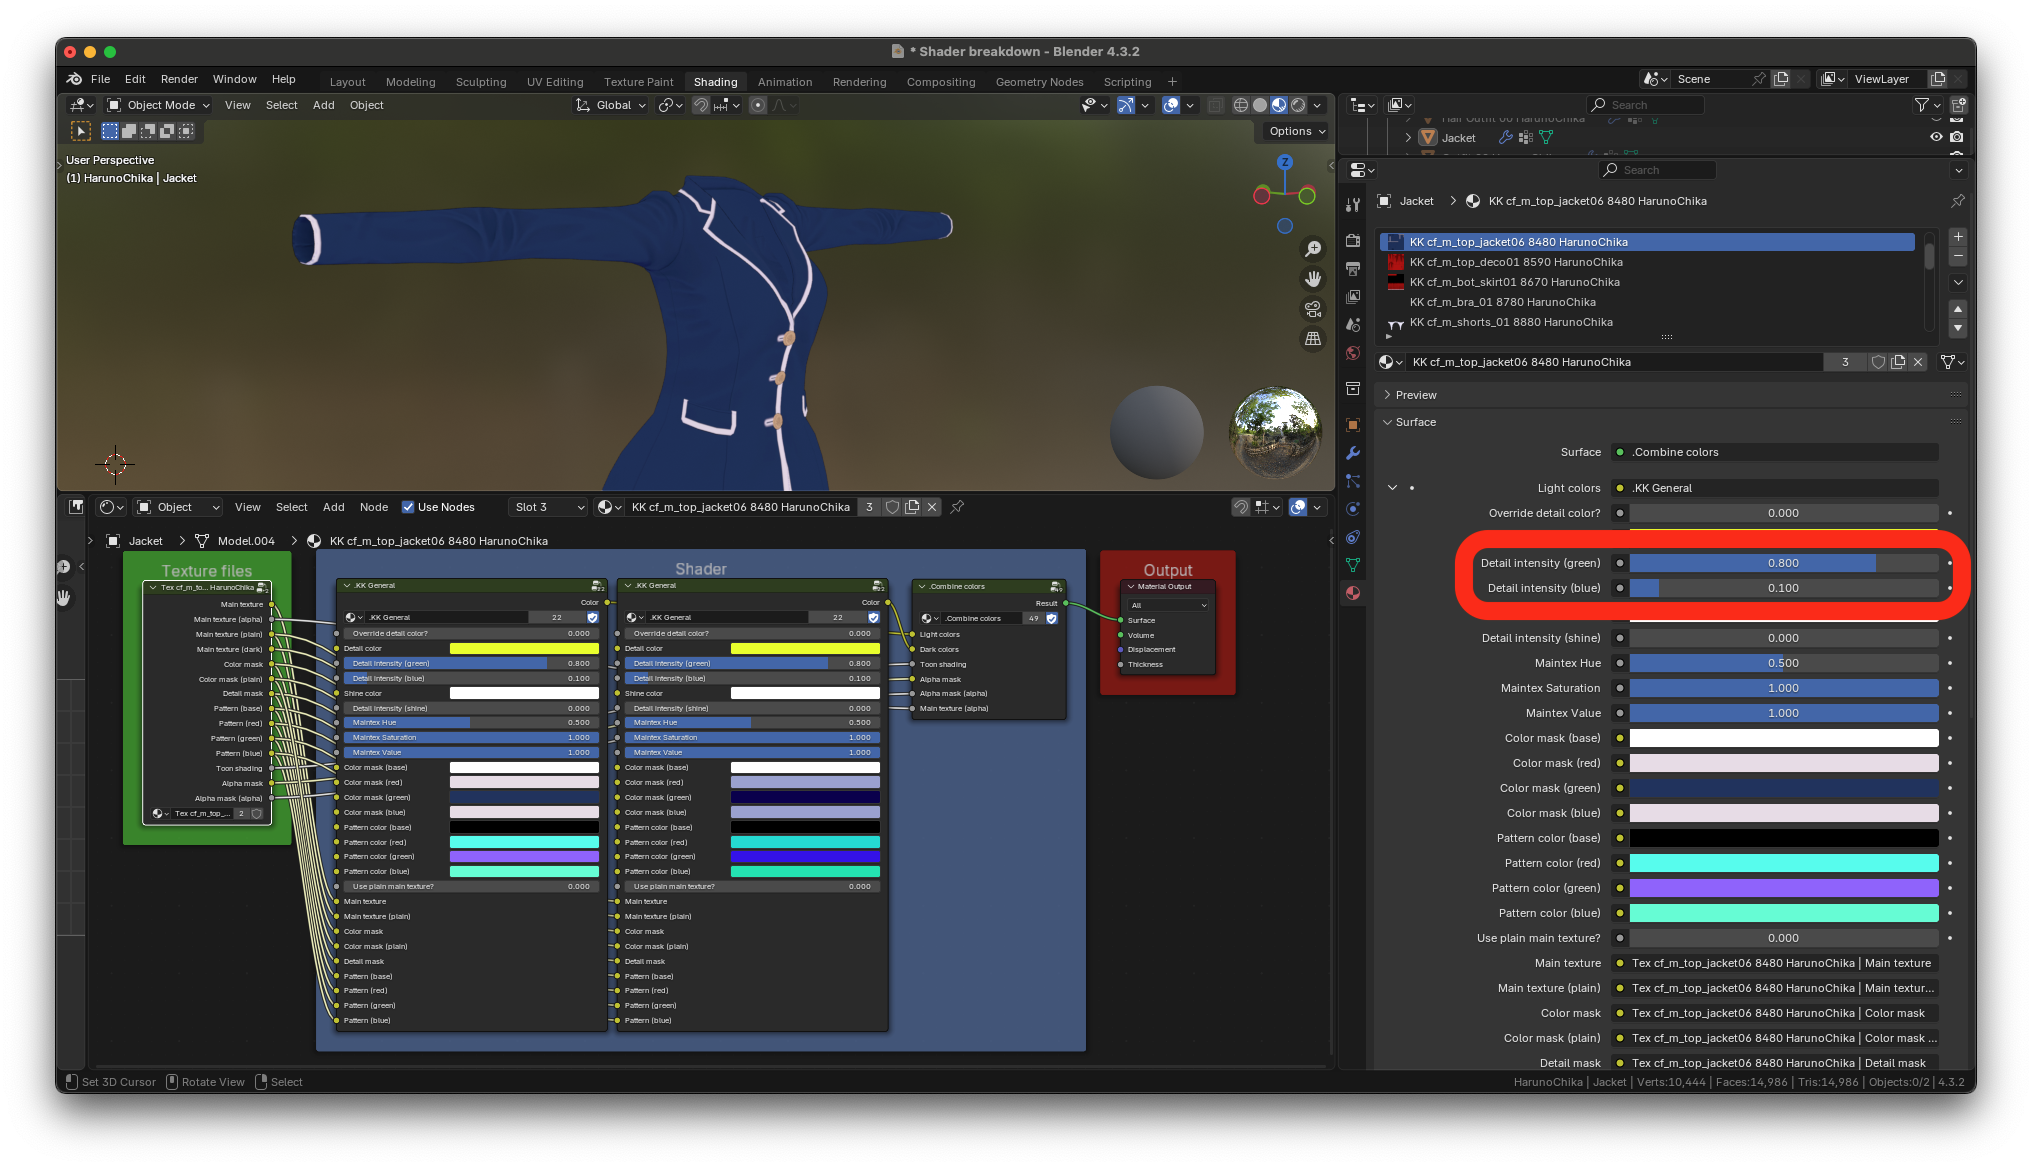 * Shader breakdown - Blender 4.3.2
File Edit Render Window Help
Layout Modeling Sculpting UV Editing Texture Paint Shading Animation Rendering Compositing Geometry Nodes Scripting +
Scene
ViewLayer
Object Mode View Select Add Object
Global
Options
User Perspective
(1) HarunoChika | Jacket
Z
Search
Jacket
Search
Jacket > KK cf_m_top_jacket06 8480 HarunoChika
KK cf_m_top_jacket06 8480 HarunoChika
KK cf_m_top_deco01 8590 HarunoChika
KK cf_m_bot_skirt01 8670 HarunoChika
KK cf_m_bra_01 8780 HarunoChika
KK cf_m_shorts_01 8880 HarunoChika
KK cf_m_top_jacket06 8480 HarunoChika 3
Preview
Surface
Surface .Combine colors
Light colors .KK General
Override detail color? 0.000
Detail intensity (green) 0.800
Detail intensity (blue) 0.100
Detail intensity (shine) 0.000
Maintex Hue 0.500
Maintex Saturation 1.000
Maintex Value 1.000
Color mask (base)
Color mask (red)
Color mask (green)
Color mask (blue)
Pattern color (base)
Pattern color (red)
Pattern color (green)
Pattern color (blue)
Use plain main texture? 0.000
Main texture Tex cf_m_top_jacket06 8480 HarunoChika | Main texture
Main texture (plain) Tex cf_m_top_jacket06 8480 HarunoChika | Main textur...
Color mask Tex cf_m_top_jacket06 8480 HarunoChika | Color mask
Color mask (plain) Tex cf_m_top_jacket06 8480 HarunoChika | Color mask ...
Detail mask Tex cf_m_top_jacket06 8480 HarunoChika | Detail mask
Object View Select Add Node Use Nodes Slot 3 KK cf_m_top_jacket06 8480 HarunoChika 3
Jacket > Model.004 > KK cf_m_top_jacket06 8480 HarunoChika
Texture files
Tex cf_m_to... HarunoChika
Main texture
Main texture (alpha)
Main texture (plain)
Main texture (dark)
Color mask
Color mask (plain)
Detail mask
Pattern (base)
Pattern (red)
Pattern (green)
Pattern (blue)
Toon shading
Alpha mask
Alpha mask (alpha)
Tex cf_m_top_... 2
Shader
.KK General
Color
.KK General 22
Override detail color? 0.000
Detail color
Detail intensity (green) 0.800
Detail intensity (blue) 0.100
Shine color
Detail intensity (shine) 0.000
Maintex Hue 0.500
Maintex Saturation 1.000
Maintex Value 1.000
Color mask (base)
Color mask (red)
Color mask (green)
Color mask (blue)
Pattern color (base)
Pattern color (red)
Pattern color (green)
Pattern color (blue)
Use plain main texture? 0.000
Main texture
Main texture (plain)
Color mask
Color mask (plain)
Detail mask
Pattern (base)
Pattern (red)
Pattern (green)
Pattern (blue)
.KK General
Color
.KK General 22
Override detail color? 0.000
Detail color
Detail intensity (green) 0.800
Detail intensity (blue) 0.100
Shine color
Detail intensity (shine) 0.000
Maintex Hue 0.500
Maintex Saturation 1.000
Maintex Value 1.000
Color mask (base)
Color mask (red)
Color mask (green)
Color mask (blue)
Pattern color (base)
Pattern color (red)
Pattern color (green)
Pattern color (blue)
Use plain main texture? 0.000
Main texture
Main texture (plain)
Color mask
Color mask (plain)
Detail mask
Pattern (base)
Pattern (red)
Pattern (green)
Pattern (blue)
.Combine colors
Result
.Combine colors 49
Light colors
Dark colors
Toon shading
Alpha mask
Alpha mask (alpha)
Main texture (alpha)
Output
Material Output
All
Surface
Volume
Displacement
Thickness
Set 3D Cursor Rotate View Select
HarunoChika | Jacket | Verts:10,444 | Faces:14,986 | Tris:14,986 | Objects:0/2 | 4.3.2